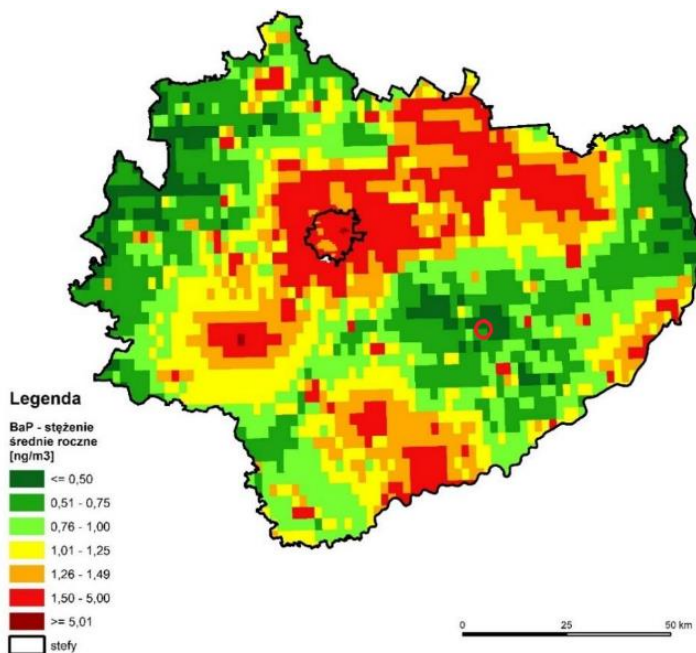 Legenda
BaP - stężenie
średnie roczne
[ng/m3]
<= 0,50
0,51 - 0,75
0,76 - 1,00
1,01 - 1,25
1,26 - 1,49
1,50 - 5,00
>= 5,01
stefy
0 25 50 km